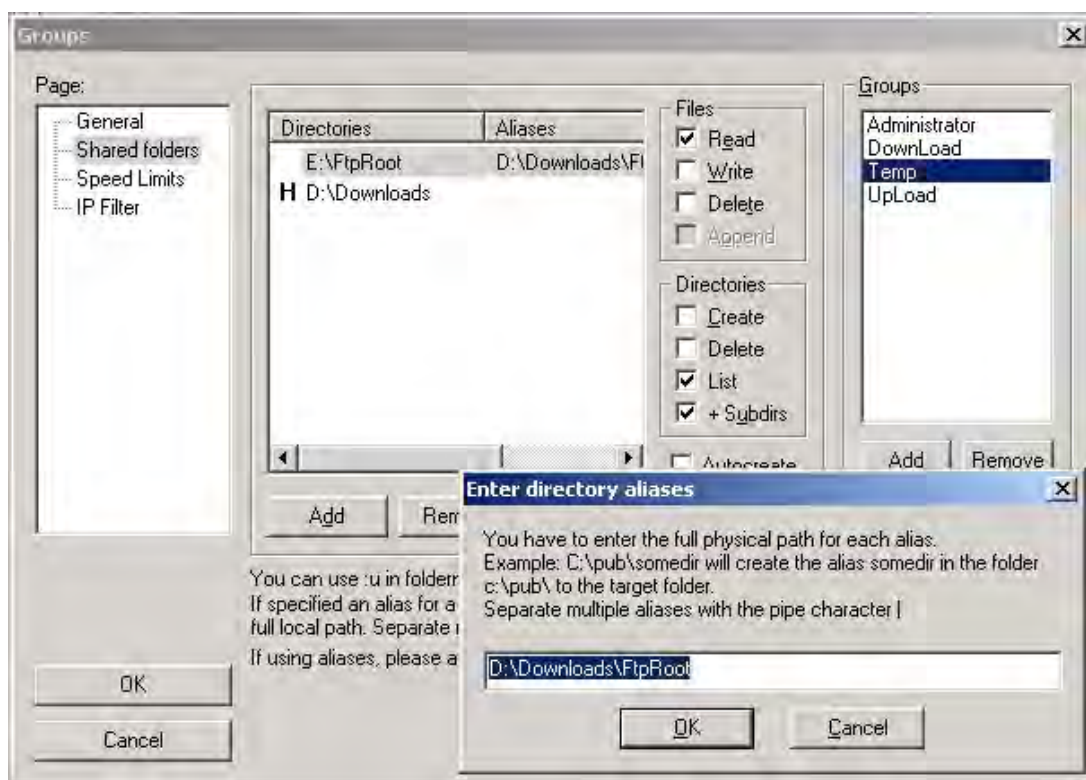 Groups
Page:
General
Shared folders
Speed Limits
IP Filter
Directories Aliases
E:\FtpRoot D:\Downloads\Ft
H D:\Downloads
Files
Read
Write
Delete
Append
Directories
Create
Delete
List
+ Subdirs
Autocreate
Groups
Administrator
DownLoad
Temp
UpLoad
Add Remove
Add Rem
You can use :u in foldern
If specified an alias for a
full local path. Separate
If using aliases, please a
OK
Cancel
Enter directory aliases
You have to enter the full physical path for each alias.
Example: C:\pub\somedir will create the alias somedir in the folder
c:\pub\ to the target folder.
Separate multiple aliases with the pipe character |
D:\Downloads\FtpRoot
OK Cancel